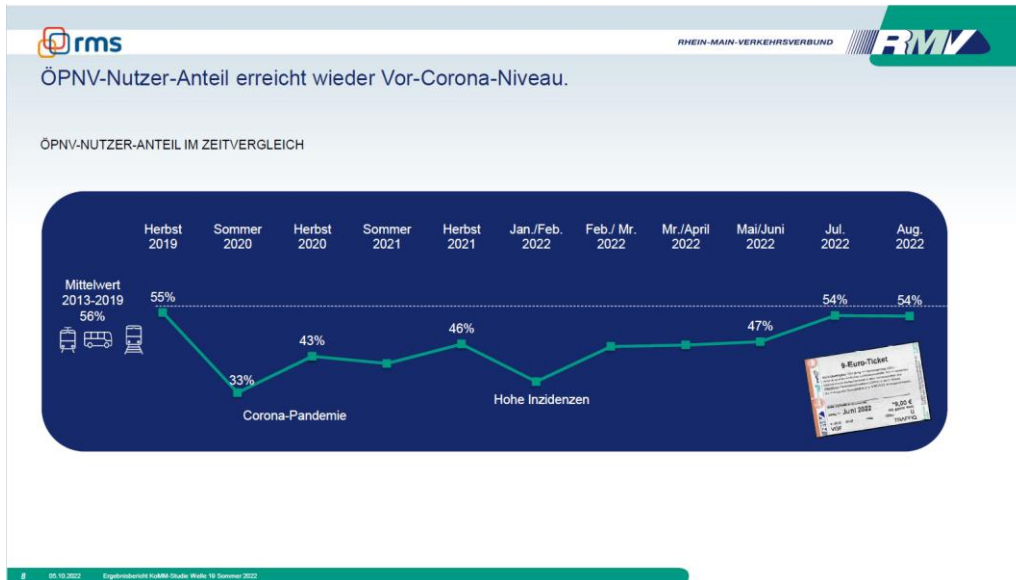 rms
RHEIN-MAIN-VERKEHRSVERBUND
RMV
ÖPNV-Nutzer-Anteil erreicht wieder Vor-Corona-Niveau.
ÖPNV-NUTZER-ANTEIL IM ZEITVERGLEICH
Herbst 2019
Sommer 2020
Herbst 2020
Sommer 2021
Herbst 2021
Jan./Feb. 2022
Feb./ Mr. 2022
Mr./April 2022
Mai/Juni 2022
Jul. 2022
Aug. 2022
Mittelwert
2013-2019
56%
55%
33%
43%
46%
47%
54%
54%
Corona-Pandemie
Hohe Inzidenzen
9-Euro-Ticket
Juni 2022
*9,00 €
VGF
TRAFFIQ
8 05.10.2022 Ergebnisbericht KoMM-Studie Welle 16 Sommer 2022